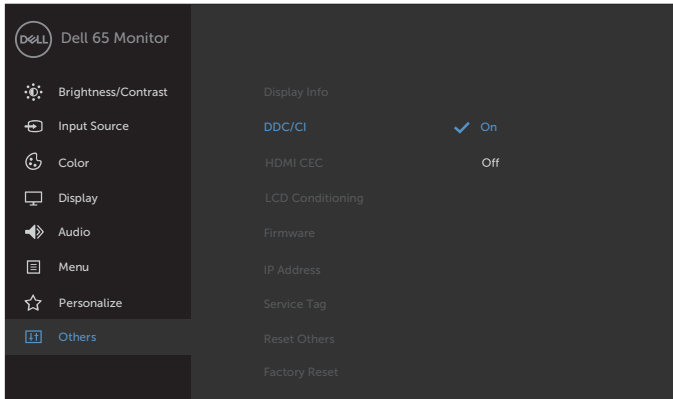 DELL Dell 65 Monitor
Brightness/Contrast
Display Info
Input Source
DDC/CI
On
Color
HDMI CEC
Off
Display
LCD Conditioning
Audio
Firmware
Menu
IP Address
Personalize
Service Tag
Others
Reset Others
Factory Reset